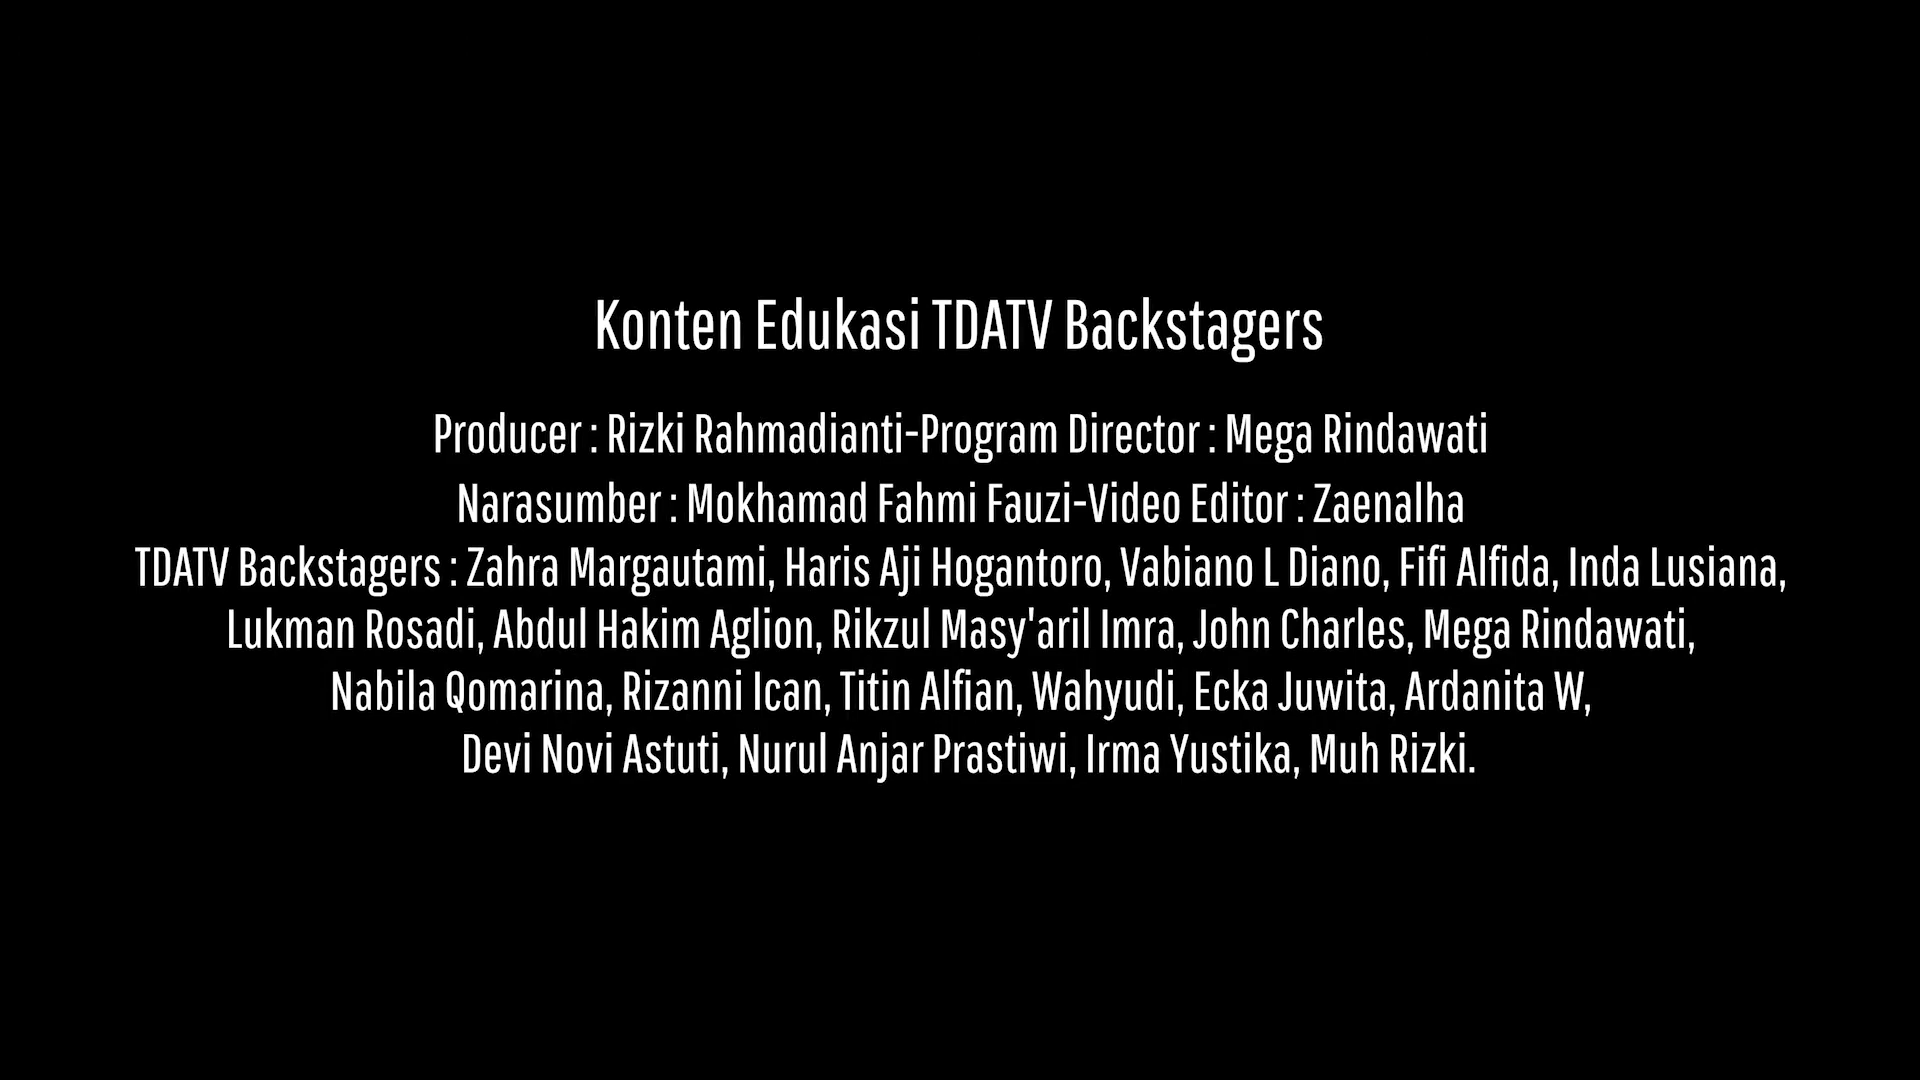 Konten Edukasi TDATV Backstagers
Producer : Rizki Rahmadianti-Program Director : Mega Rindawati
Narasumber : Mokhamad Fahmi Fauzi-Video Editor : Zaenalha
TDATV Backstagers : Zahra Margautami, Haris Aji Hogantoro, Vabiano L Diano, Fifi Alfida, Inda Lusiana,
Lukman Rosadi, Abdul Hakim Aglion, Rikzul Masy'aril Imra, John Charles, Mega Rindawati,
Nabila Qomarina, Rizanni Ican, Titin Alfian, Wahyudi, Ecka Juwita, Ardanita W,
Devi Novi Astuti, Nurul Anjar Prastiwi, Irma Yustika, Muh Rizki.